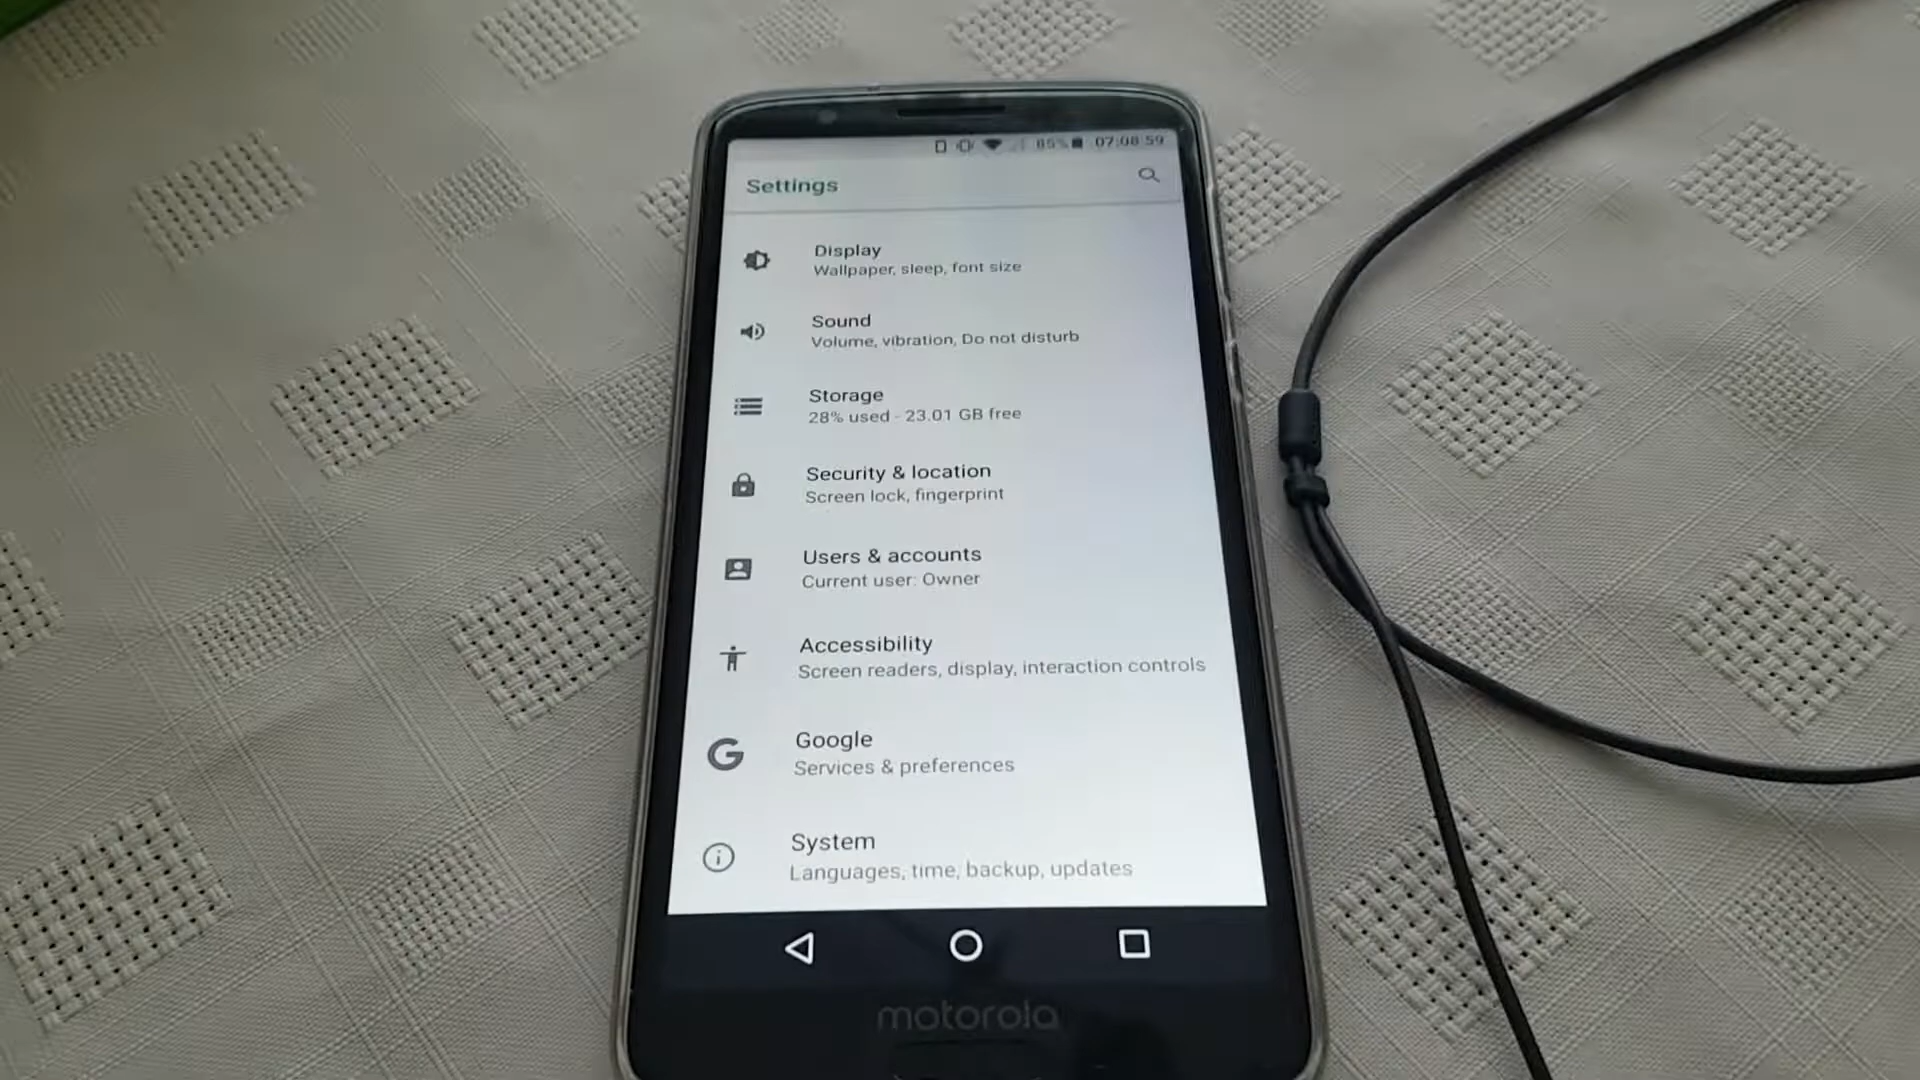 85% 07:08:59
Settings
Display
Wallpaper, sleep, font size
Sound
Volume, vibration, Do not disturb
Storage
28% used - 23.01 GB free
Security & location
Screen lock, fingerprint
Users & accounts
Current user: Owner
Accessibility
Screen readers, display, interaction controls
Google
Services & preferences
System
Languages, time, backup, updates
motorola